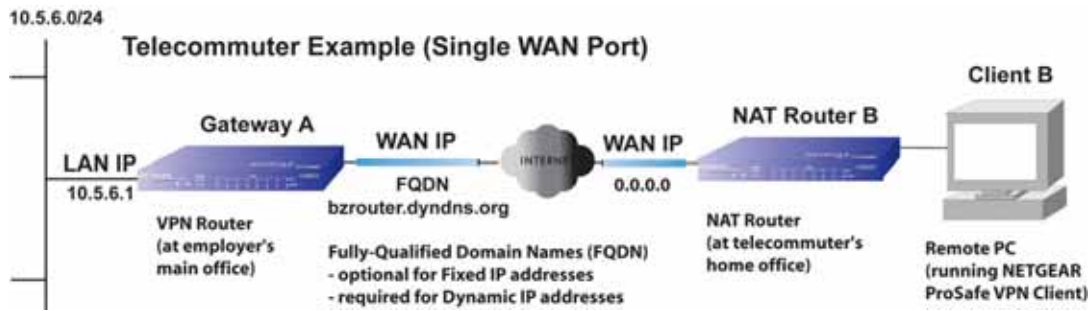 10.5.6.0/24
Telecommuter Example (Single WAN Port)
Client B
Gateway A
NAT Router B
LAN IP
10.5.6.1
WAN IP
FQDN
bzrouter.dyndns.org
INTERNET
WAN IP
0.0.0.0
VPN Router
(at employer's
main office)
Fully-Qualified Domain Names (FQDN)
- optional for Fixed IP addresses
- required for Dynamic IP addresses
NAT Router
(at telecommuter's
home office)
Remote PC
(running NETGEAR
ProSafe VPN Client)